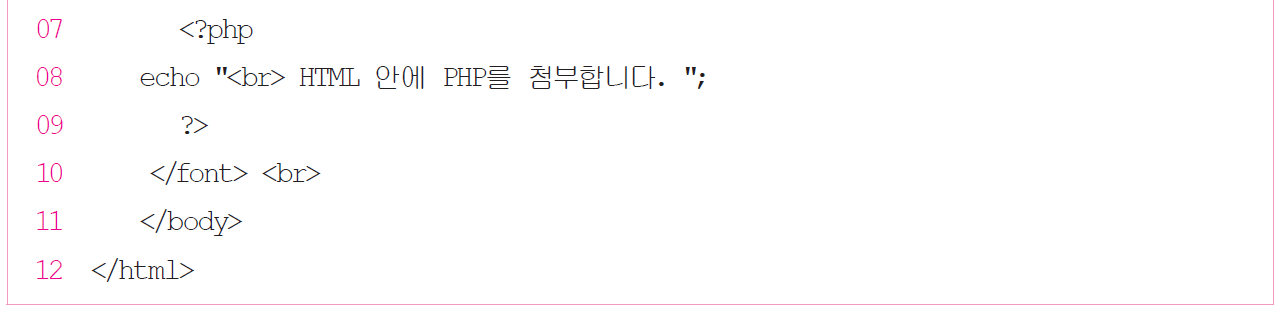 07 <?php
08 echo "<br> HTML 안에 PHP를 첨부합니다. ";
09 ?>
10 </font> <br>
11 </body>
12 </html>